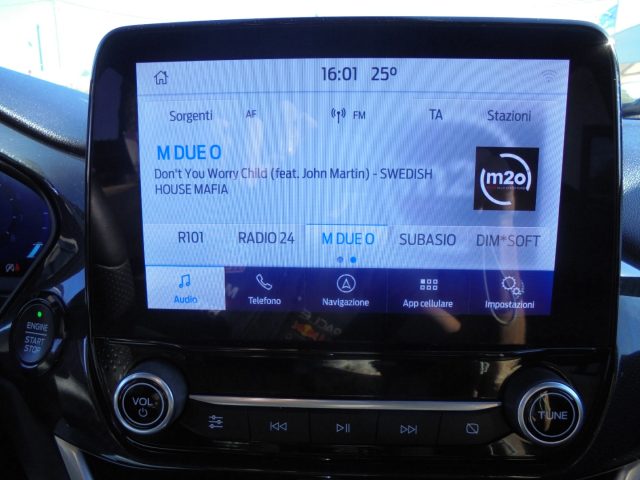 16:01 25°
Sorgenti AF FM TA Stazioni
M DUE O
Don't You Worry Child (feat. John Martin) - SWEDISH
HOUSE MAFIA
m2o
R101 RADIO 24 M DUE O SUBASIO DIM*SOFT
Audio Telefono Navigazione App cellulare Impostazioni
ENGINE
START
STOP
VOL
TUNE